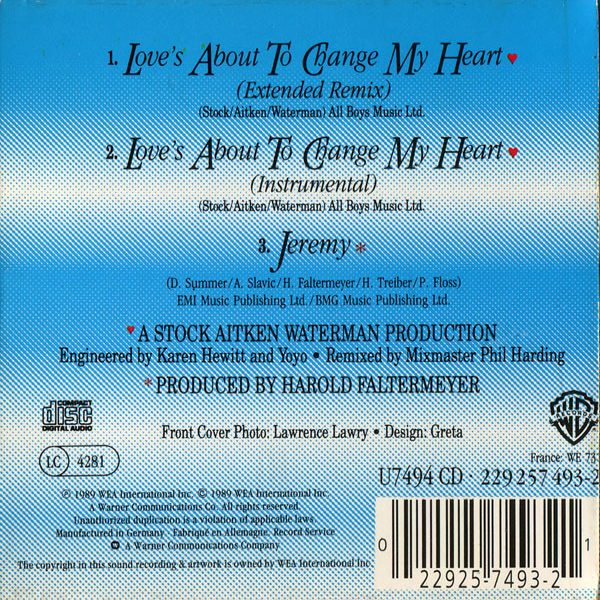 1. Love's About To Change My Heart ♥
(Extended Remix)
(Stock/Aitken/Waterman) All Boys Music Ltd.
2. Love's About To Change My Heart ♥
(Instrumental)
(Stock/Aitken/Waterman) All Boys Music Ltd.
3. Jeremy *
(D. Summer/A. Slavic/H. Faltermeyer/H. Treiber/P. Floss)
EMI Music Publishing Ltd./BMG Music Publishing Ltd.
♥ A STOCK AITKEN WATERMAN PRODUCTION
Engineered by Karen Hewitt and Yoyo • Remixed by Mixmaster Phil Harding
* PRODUCED BY HAROLD FALTERMEYER
COMPACT
disc
DIGITAL AUDIO
Front Cover Photo: Lawrence Lawry • Design: Greta
RECORDS
LC 4281
France: WE 73
U7494 CD · 229 257 493-2
℗ 1989 WEA International Inc. © 1989 WEA International Inc.
A Warner Communications Co. All rights reserved
Unauthorized duplication is a violation of applicable laws
Manufactured in Germany · Fabriqué en Allemagne. Record Service
A Warner Communications Company
The copyright in this sound recording & artwork is owned by WEA International Inc.
0 22925-7493-2 1